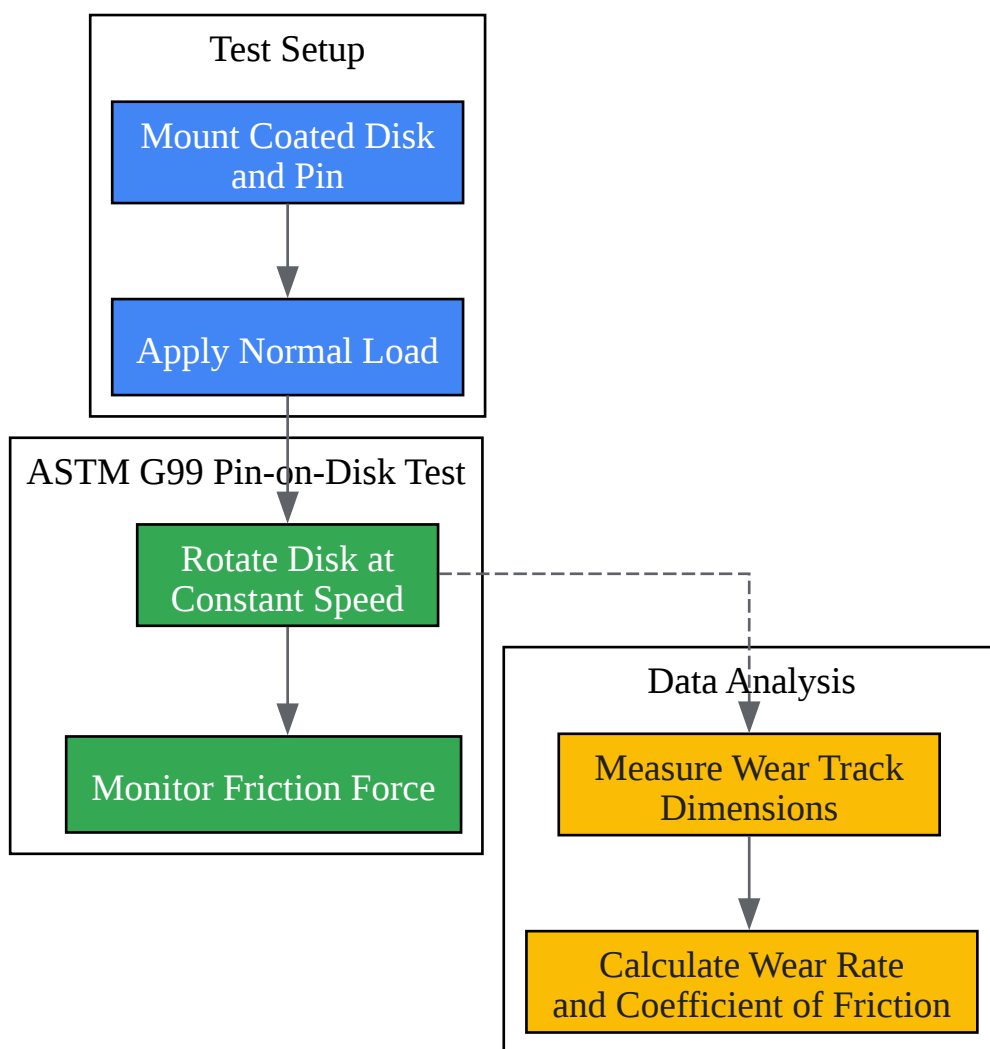 Test Setup
Mount Coated Disk
and Pin
Apply Normal Load
ASTM G99 Pin-on-Disk Test
Rotate Disk at
Constant Speed
Monitor Friction Force
Data Analysis
Measure Wear Track
Dimensions
Calculate Wear Rate
and Coefficient of Friction